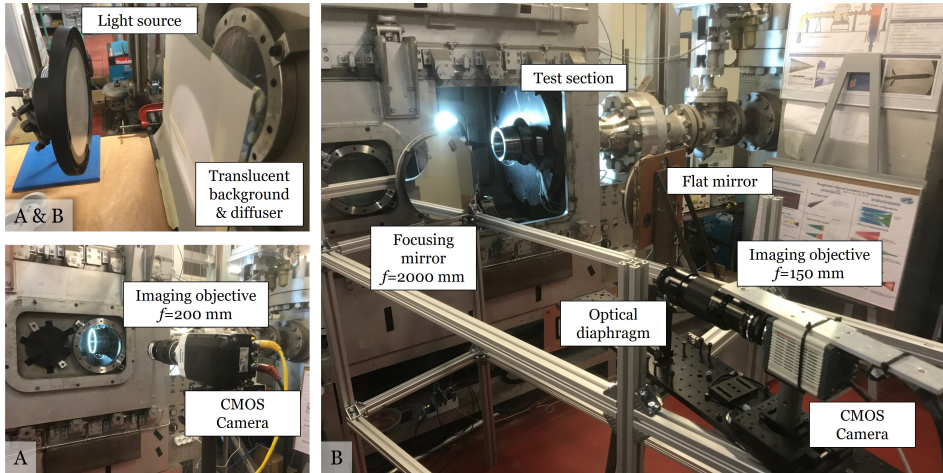 Light source
Translucent
background
& diffuser
A & B
Imaging objective
f=200 mm
CMOS
Camera
A
Test section
Flat mirror
Focusing
mirror
f=2000 mm
Imaging objective
f=150 mm
Optical
diaphragm
CMOS
Camera
B